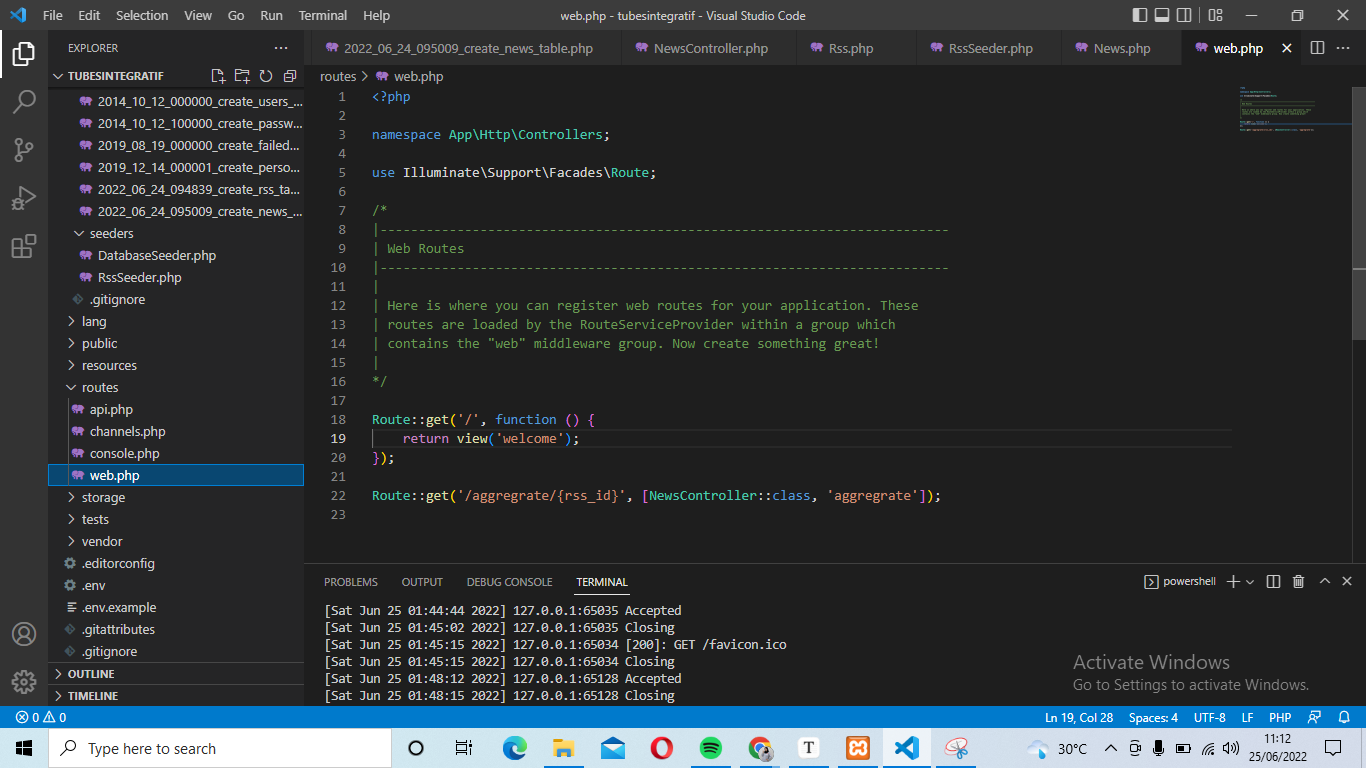 File Edit Selection View Go Run Terminal Help
web.php - tubesintegratif - Visual Studio Code
EXPLORER
2022_06_24_095009_create_news_table.php NewsController.php Rss.php RssSeeder.php News.php web.php
TUBESINTEGRATIF
2014_10_12_000000_create_users_...
2014_10_12_100000_create_passw...
2019_08_19_000000_create_failed...
2019_12_14_000001_create_perso...
2022_06_24_094839_create_rss_ta...
2022_06_24_095009_create_news_...
seeders
DatabaseSeeder.php
RssSeeder.php
.gitignore
lang
public
resources
routes
api.php
channels.php
console.php
web.php
storage
tests
vendor
.editorconfig
.env
.env.example
.gitattributes
.gitignore
OUTLINE
TIMELINE
routes > web.php
1 <?php
2
3 namespace App\Http\Controllers;
4
5 use Illuminate\Support\Facades\Route;
6
7 /*
8 |--------------------------------------------------------------------------
9 | Web Routes
10 |--------------------------------------------------------------------------
11 |
12 | Here is where you can register web routes for your application. These
13 | routes are loaded by the RouteServiceProvider within a group which
14 | contains the "web" middleware group. Now create something great!
15 |
16 */
17
18 Route::get('/', function () {
19 return view('welcome');
20 });
21
22 Route::get('/aggregrate/{rss_id}', [NewsController::class, 'aggregrate']);
23
PROBLEMS OUTPUT DEBUG CONSOLE TERMINAL
powershell
[Sat Jun 25 01:44:44 2022] 127.0.0.1:65035 Accepted
[Sat Jun 25 01:45:02 2022] 127.0.0.1:65035 Closing
[Sat Jun 25 01:45:15 2022] 127.0.0.1:65034 [200]: GET /favicon.ico
[Sat Jun 25 01:45:15 2022] 127.0.0.1:65034 Closing
[Sat Jun 25 01:48:12 2022] 127.0.0.1:65128 Accepted
[Sat Jun 25 01:48:15 2022] 127.0.0.1:65128 Closing
Activate Windows
Go to Settings to activate Windows.
0 0
Ln 19, Col 28 Spaces: 4 UTF-8 LF PHP
Type here to search
T
30°C
11:12
25/06/2022